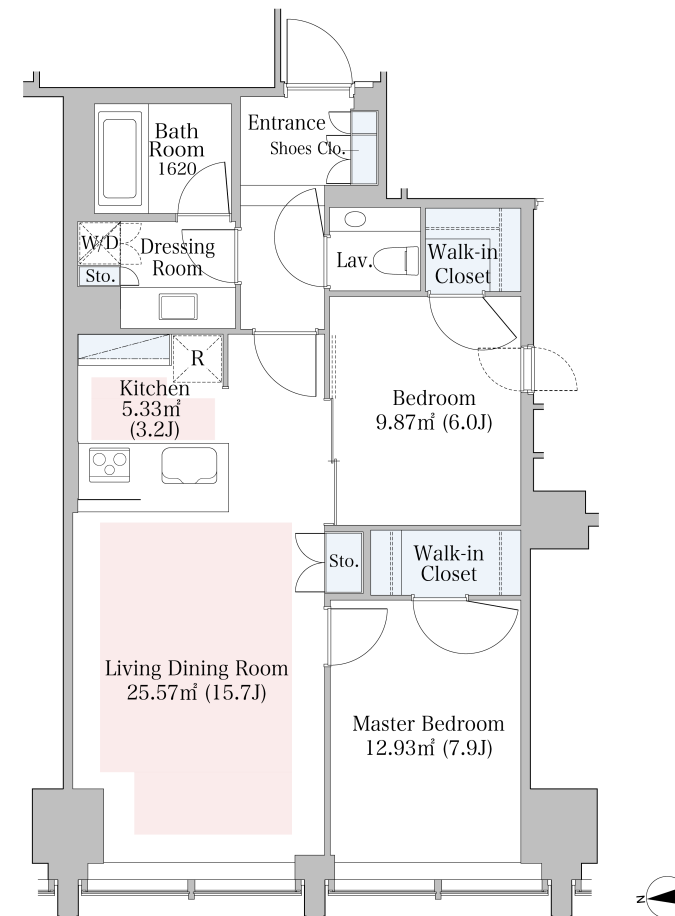 Bath
Room
1620
Entrance
Shoes Clo.
W/D
Dressing
Room
Sto.
Lav.
Walk-in
Closet
R
Kitchen
5.33㎡
(3.2J)
Bedroom
9.87㎡ (6.0J)
Sto.
Walk-in
Closet
Living Dining Room
25.57㎡ (15.7J)
Master Bedroom
12.93㎡ (7.9J)
N